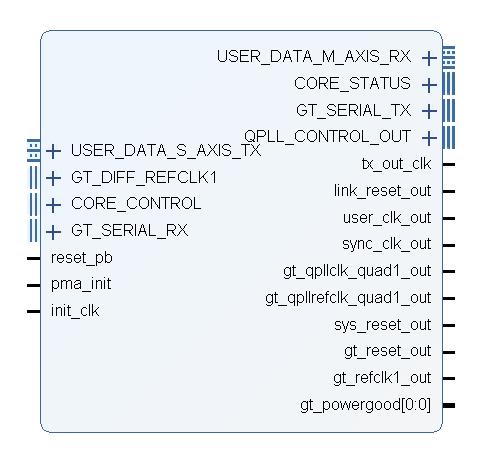 USER_DATA_M_AXIS_RX
CORE_STATUS
GT_SERIAL_TX
QPLL_CONTROL_OUT
USER_DATA_S_AXIS_TX
tx_out_clk
GT_DIFF_REFCLK1
link_reset_out
CORE_CONTROL
user_clk_out
GT_SERIAL_RX
sync_clk_out
reset_pb
gt_qpllclk_quad1_out
pma_init
gt_qpllrefclk_quad1_out
init_clk
sys_reset_out
gt_reset_out
gt_refclk1_out
gt_powergood[0:0]